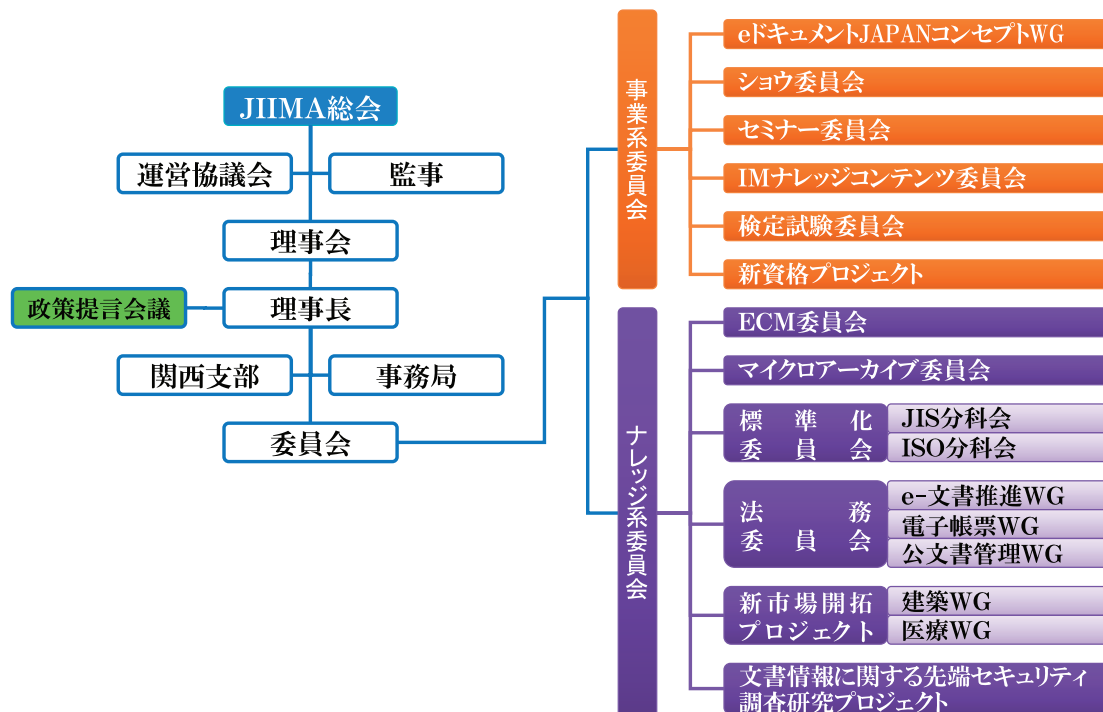 JIIMA総会
運営協議会
監事
理事会
政策提言会議
理事長
関西支部
事務局
委員会
事業系委員会
eドキュメントJAPANコンセプトWG
ショウ委員会
セミナー委員会
IMナレッジコンテンツ委員会
検定試験委員会
新資格プロジェクト
ナレッジ系委員会
ECM委員会
マイクロアーカイブ委員会
標準化
委員会
JIS分科会
ISO分科会
法務
委員会
e-文書推進WG
電子帳票WG
公文書管理WG
新市場開拓
プロジェクト
建築WG
医療WG
文書情報に関する先端セキュリティ
調査研究プロジェクト